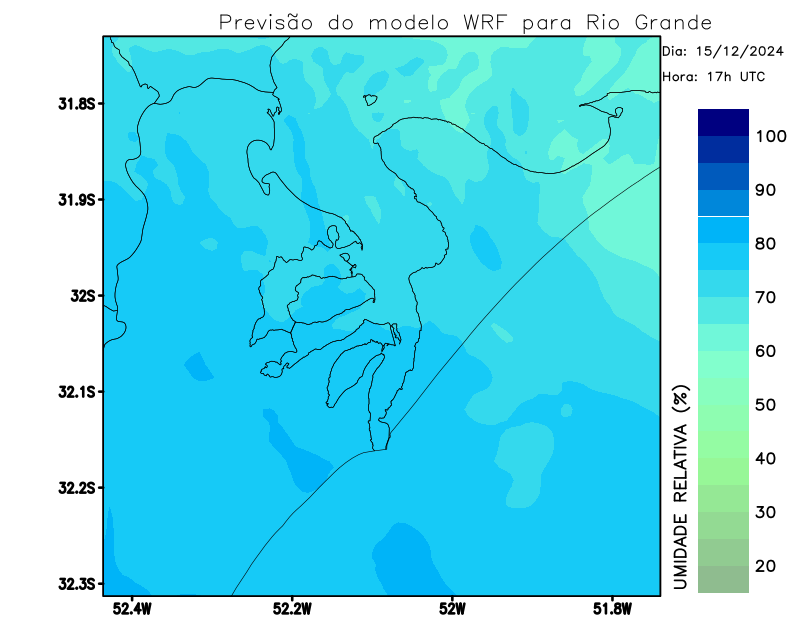 Previsão do modelo WRF para Rio Grande
Dia: 15/12/2024
Hora: 17h UTC
31.8S
31.9S
32S
32.1S
32.2S
32.3S
52.4W
52.2W
52W
51.8W
100
90
80
70
60
50
40
30
20
UMIDADE RELATIVA (%)